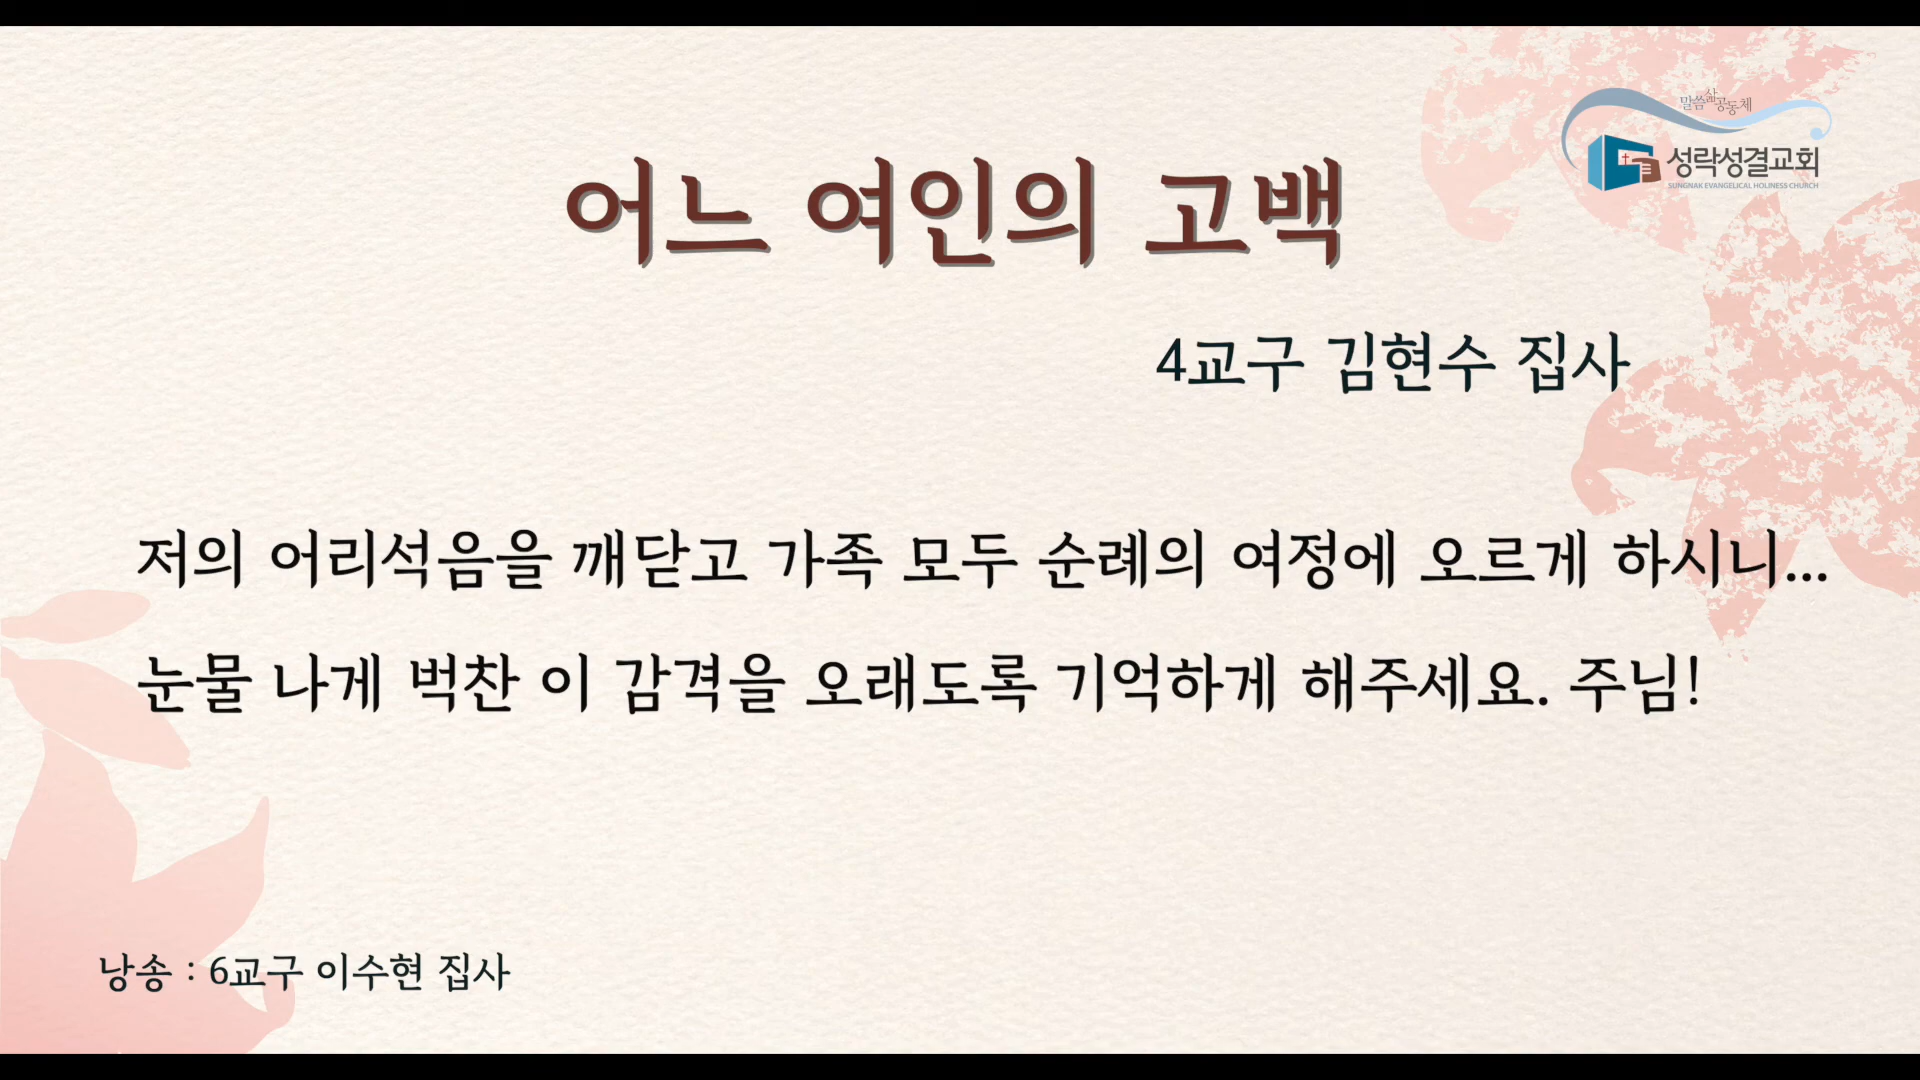 말씀삶공동체
성락성결교회
SUNGNAK EVANGELICAL HOLINESS CHURCH
어느 여인의 고백
4교구 김현수 집사
저의 어리석음을 깨닫고 가족 모두 순례의 여정에 오르게 하시니...
눈물 나게 벅찬 이 감격을 오래도록 기억하게 해주세요. 주님!
낭송 : 6교구 이수현 집사